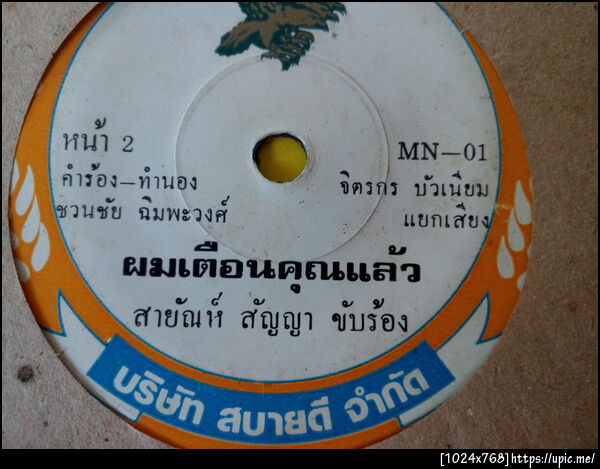 หน้า 2
MN-01
คำร้อง-ทำนอง
ชวนชัย ฉิมพะวงศ์
จิตรกร บัวเนียม
แยกเสียง
ผมเตือนคุณแล้ว
สายัณห์ สัญญา ขับร้อง
บริษัท สบายดี จำกัด
[1024x768]https://upic.me/